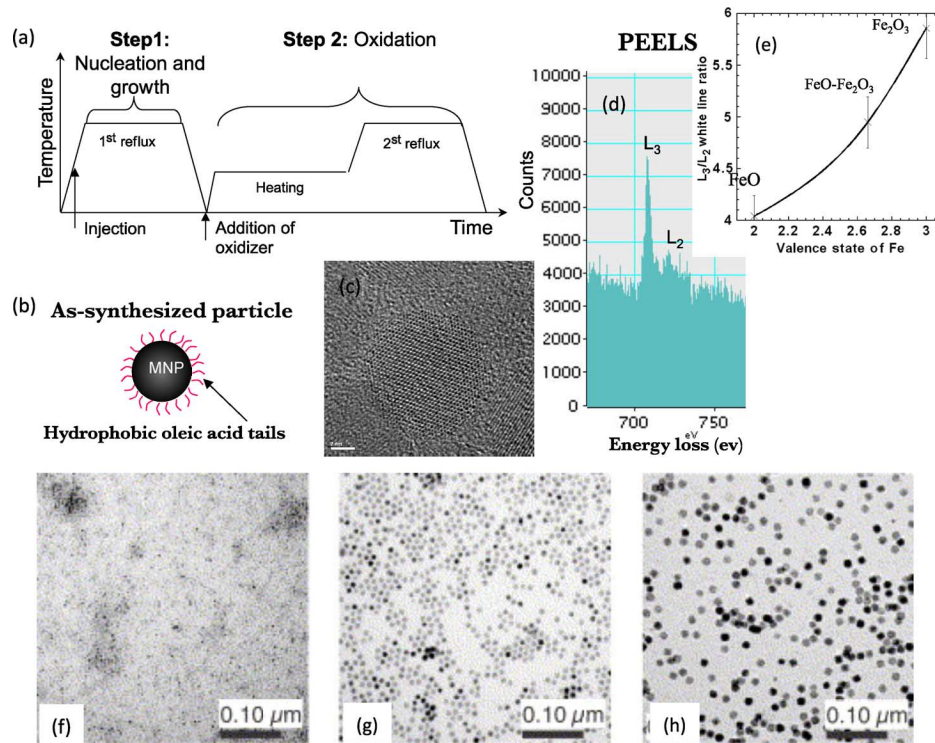 (a)
Step1:
Nucleation and
growth
Step 2: Oxidation
Temperature
1st reflux
2nd reflux
Heating
Injection
Addition of
oxidizer
Time
(b)
As-synthesized particle
MNP
Hydrophobic oleic acid tails
(c)
PEELS
(d)
Counts
10000
9000
8000
7000
6000
5000
4000
3000
2000
1000
0
L3
L2
700
750
eV
Energy loss (ev)
(e)
L3/L2 white line ratio
6
5.5
5
4.5
4
Fe2O3
FeO-Fe2O3
FeO
2
2.2
2.4
2.6
2.8
3
Valence state of Fe
(f)
0.10 µm
(g)
0.10 µm
(h)
0.10 µm